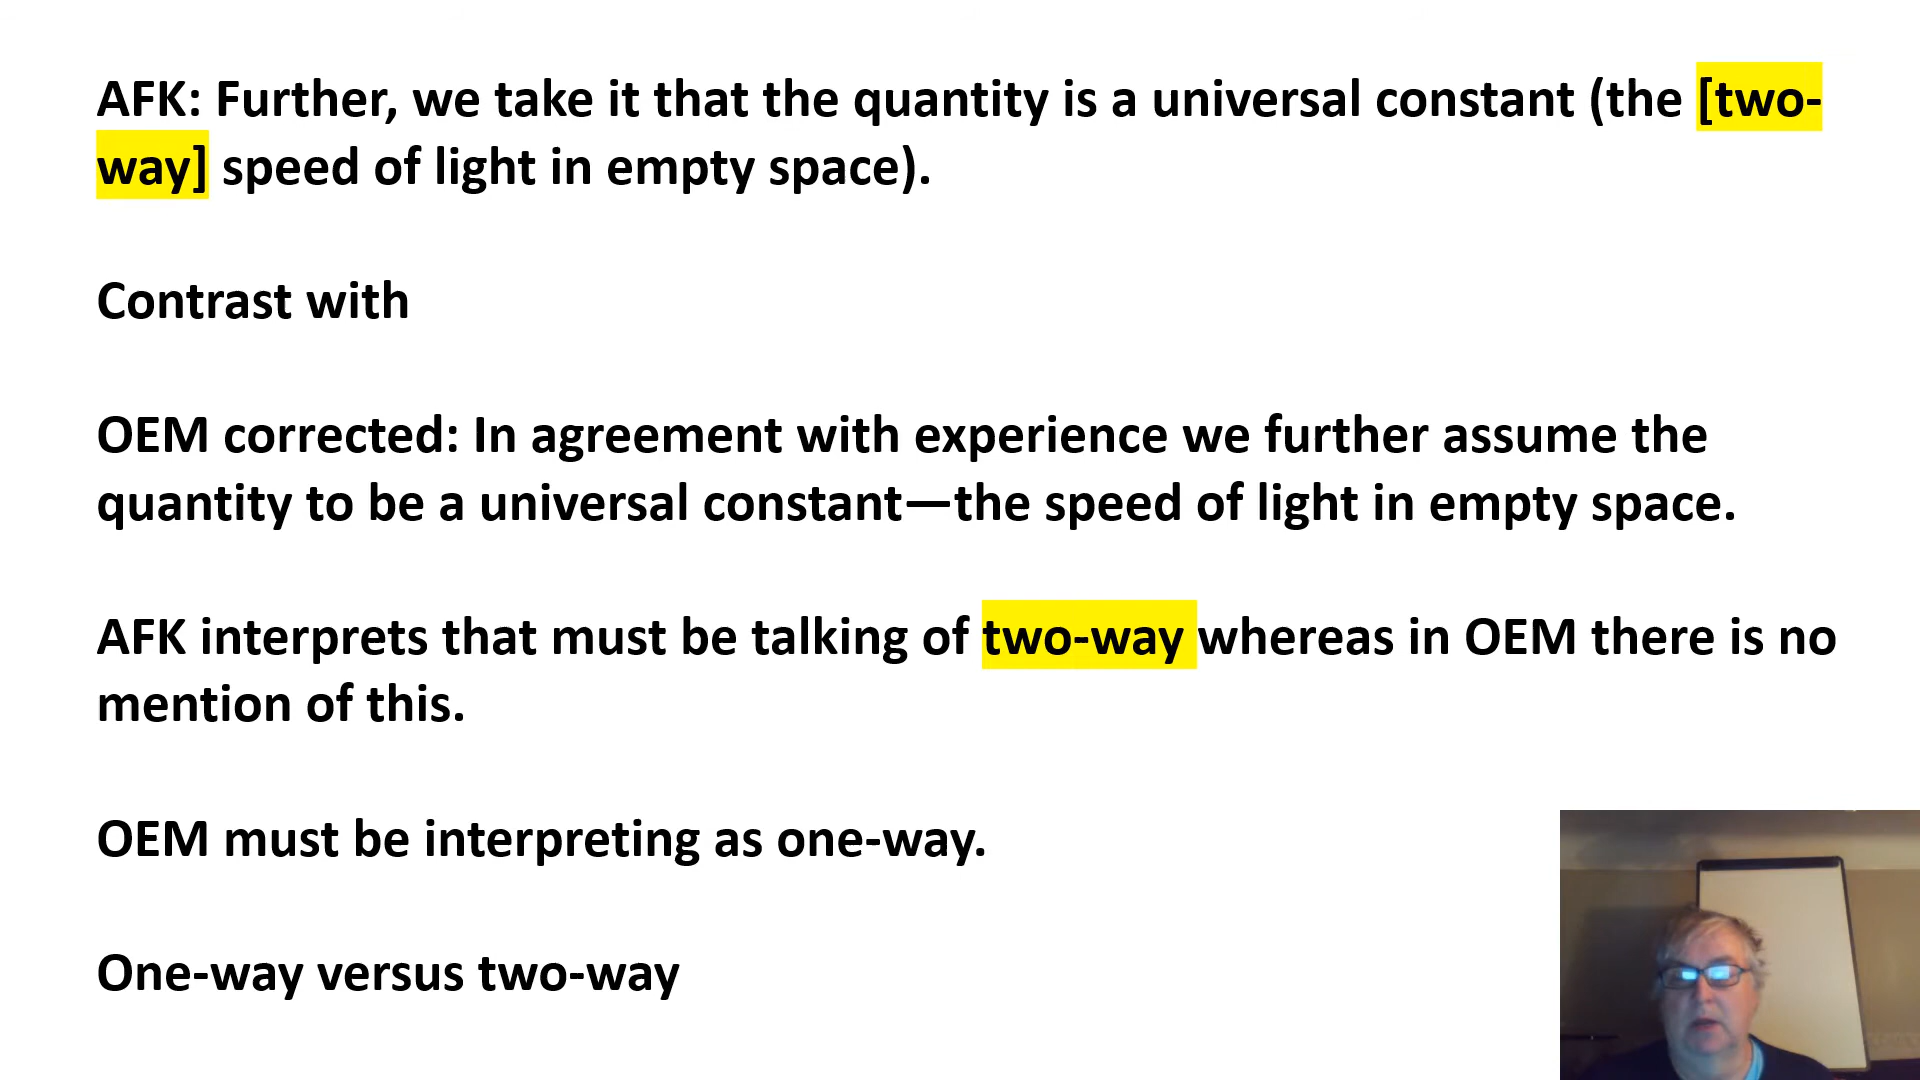 AFK: Further, we take it that the quantity is a universal constant (the [two-
way] speed of light in empty space).
Contrast with
OEM corrected: In agreement with experience we further assume the
quantity to be a universal constant—the speed of light in empty space.
AFK interprets that must be talking of two-way whereas in OEM there is no
mention of this.
OEM must be interpreting as one-way.
One-way versus two-way